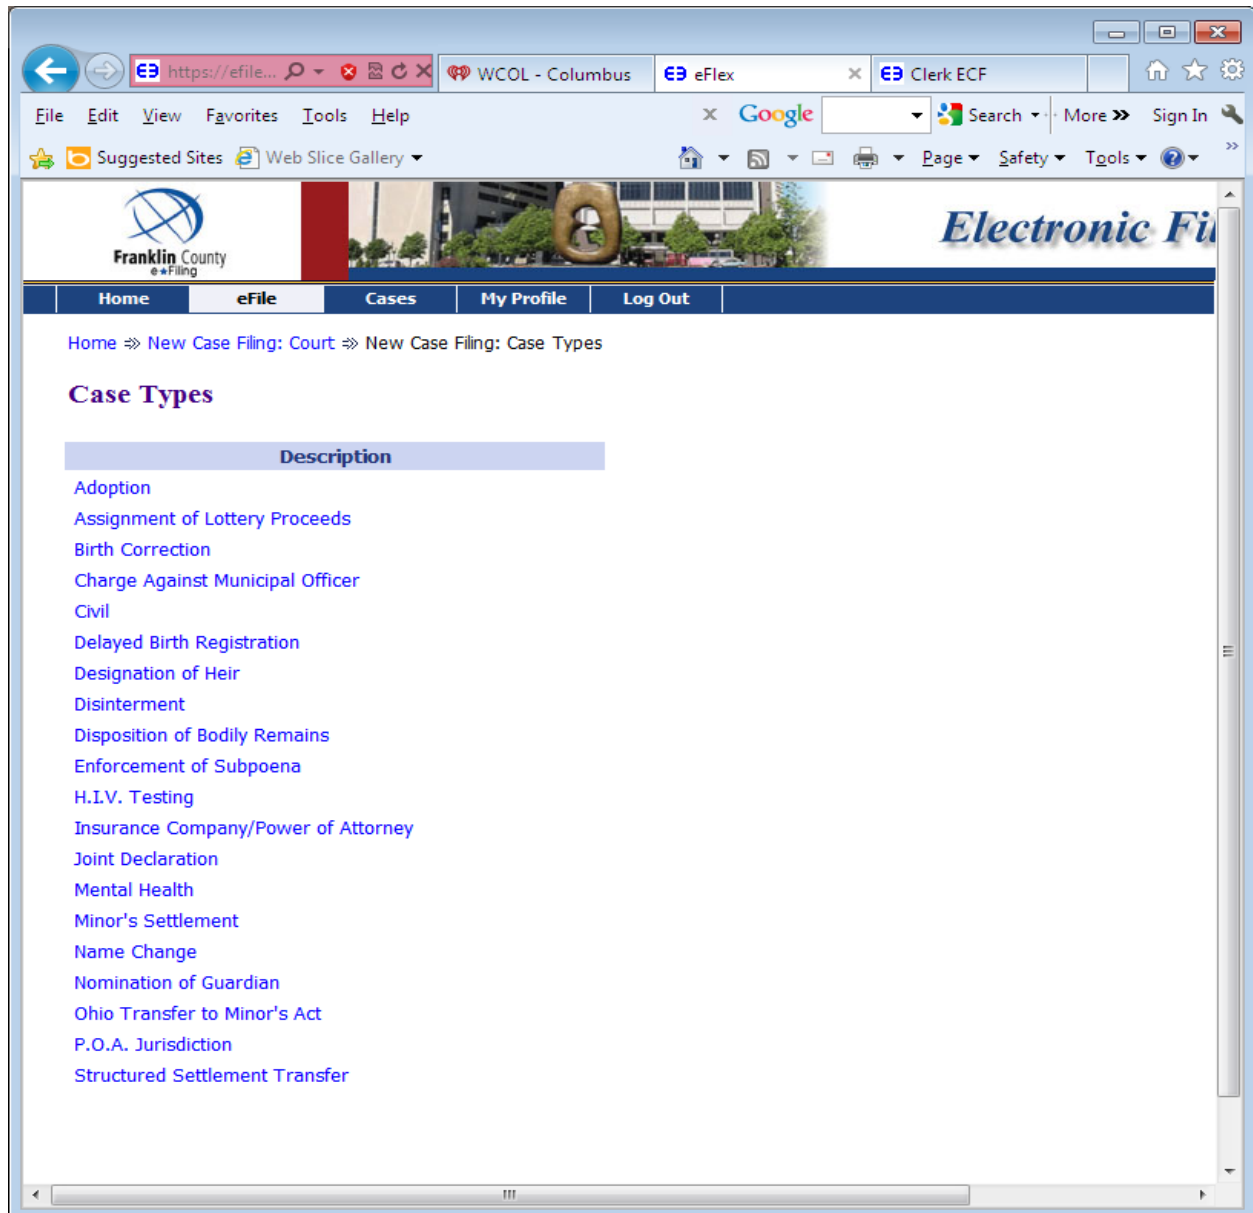 https://efile...
WCOL - Columbus
eFlex
Clerk ECF
File Edit View Favorites Tools Help
x Google
Search
More »
Sign In
Suggested Sites
Web Slice Gallery
Page
Safety
Tools
Franklin County
e★Filing
Electronic Fil
Home
eFile
Cases
My Profile
Log Out
Home ⇒ New Case Filing: Court ⇒ New Case Filing: Case Types
Case Types
Description
Adoption
Assignment of Lottery Proceeds
Birth Correction
Charge Against Municipal Officer
Civil
Delayed Birth Registration
Designation of Heir
Disinterment
Disposition of Bodily Remains
Enforcement of Subpoena
H.I.V. Testing
Insurance Company/Power of Attorney
Joint Declaration
Mental Health
Minor's Settlement
Name Change
Nomination of Guardian
Ohio Transfer to Minor's Act
P.O.A. Jurisdiction
Structured Settlement Transfer